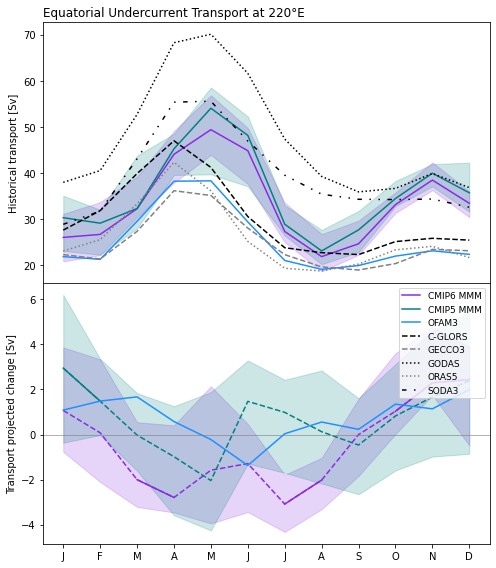 Equatorial Undercurrent Transport at 220°E
Historical transport [Sv]
70
60
50
40
30
20
Transport projected change [Sv]
6
4
2
0
−2
−4
CMIP6 MMM
CMIP5 MMM
OFAM3
C-GLORS
GECCO3
GODAS
ORAS5
SODA3
J F M A M J J A S O N D